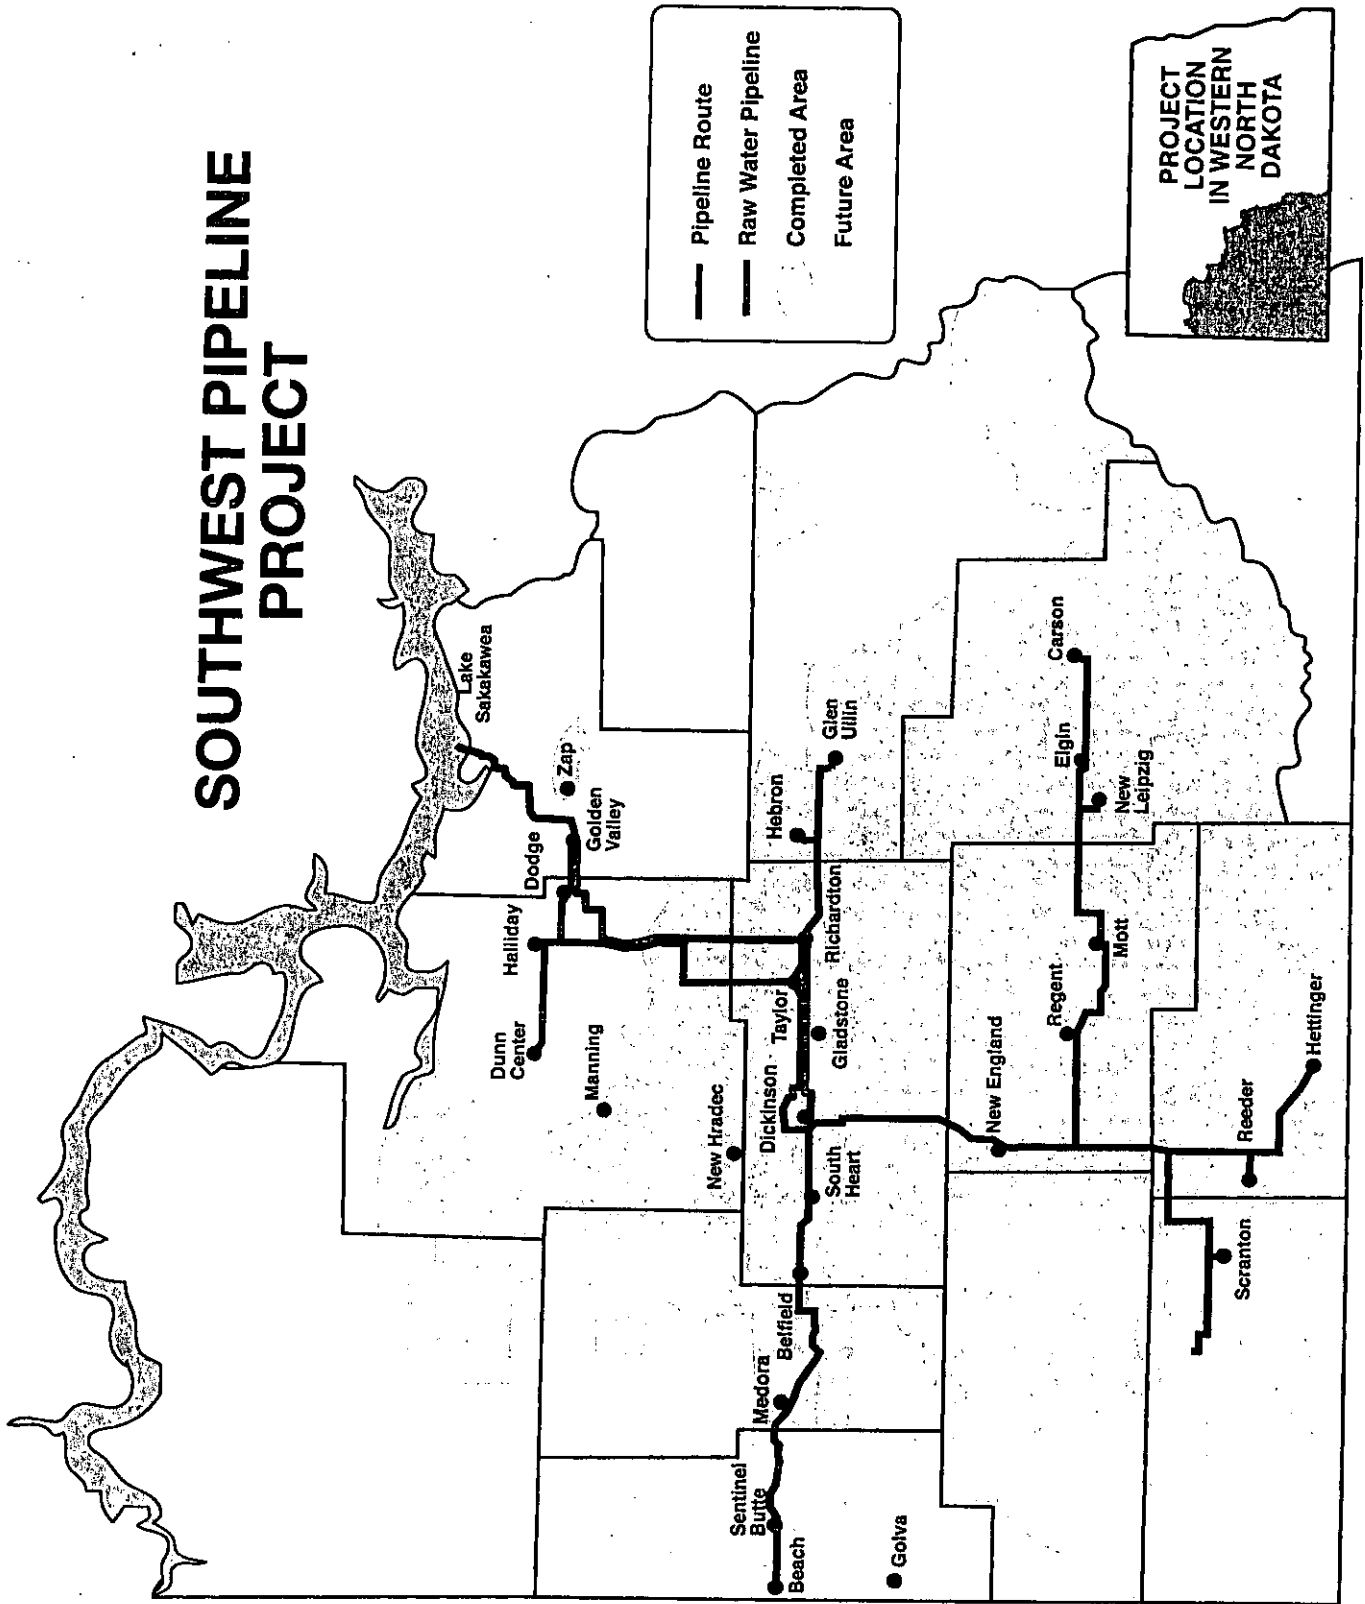 SOUTHWEST PIPELINE
PROJECT
Lake
Sakakawea
Pipeline Route
Raw Water Pipeline
Completed Area
Future Area
Dunn
Center
Halliday
Dodge
Golden
Valley
Zap
Manning
New Hradec
Sentinel
Butte
Beach
Medora
Belfield
South
Heart
Dickinson
Taylor
Gladstone
Richardton
Hebron
Glen
Ullin
Golva
New England
Regent
Mott
Elgin
New
Leipzig
Carson
Scranton
Reeder
Hettinger
PROJECT
LOCATION
IN WESTERN
NORTH
DAKOTA